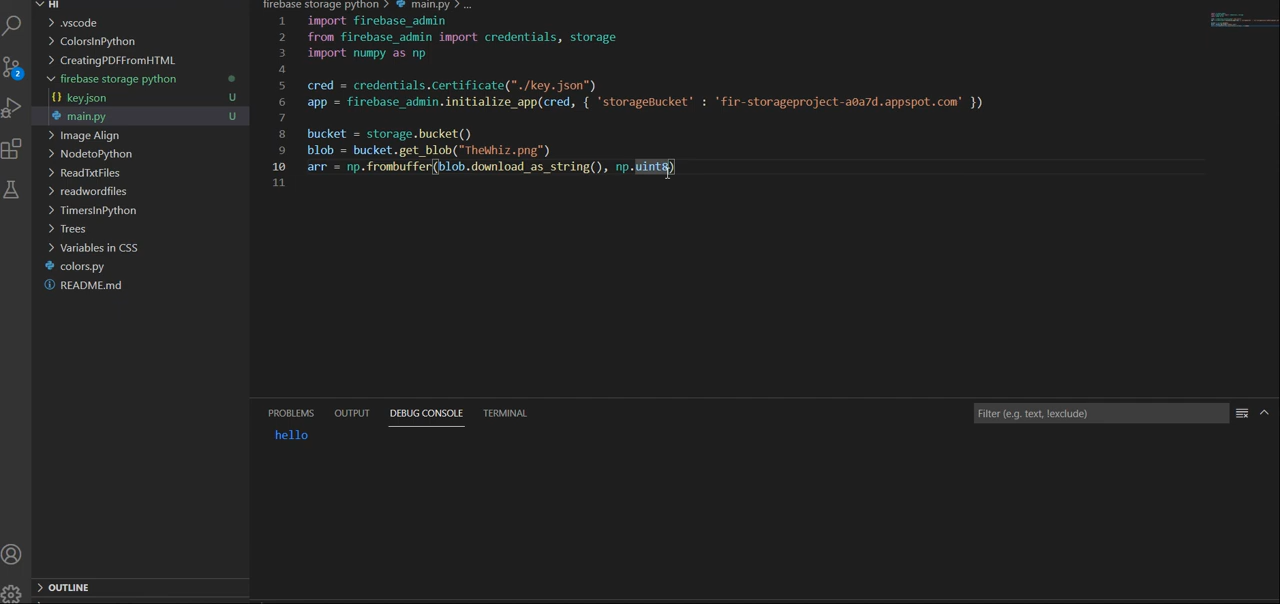 HI
.vscode
ColorsInPython
CreatingPDFFromHTML
firebase storage python
key.json U
main.py U
Image Align
NodetoPython
ReadTxtFiles
readwordfiles
TimersInPython
Trees
Variables in CSS
colors.py
README.md
OUTLINE
2
firebase storage python > main.py > ...
1 import firebase_admin
2 from firebase_admin import credentials, storage
3 import numpy as np
4
5 cred = credentials.Certificate("./key.json")
6 app = firebase_admin.initialize_app(cred, { 'storageBucket' : 'fir-storageproject-a0a7d.appspot.com' })
7
8 bucket = storage.bucket()
9 blob = bucket.get_blob("TheWhiz.png")
10 arr = np.frombuffer(blob.download_as_string(), np.uint8)
11
PROBLEMS OUTPUT DEBUG CONSOLE TERMINAL Filter (e.g. text, !exclude)
hello